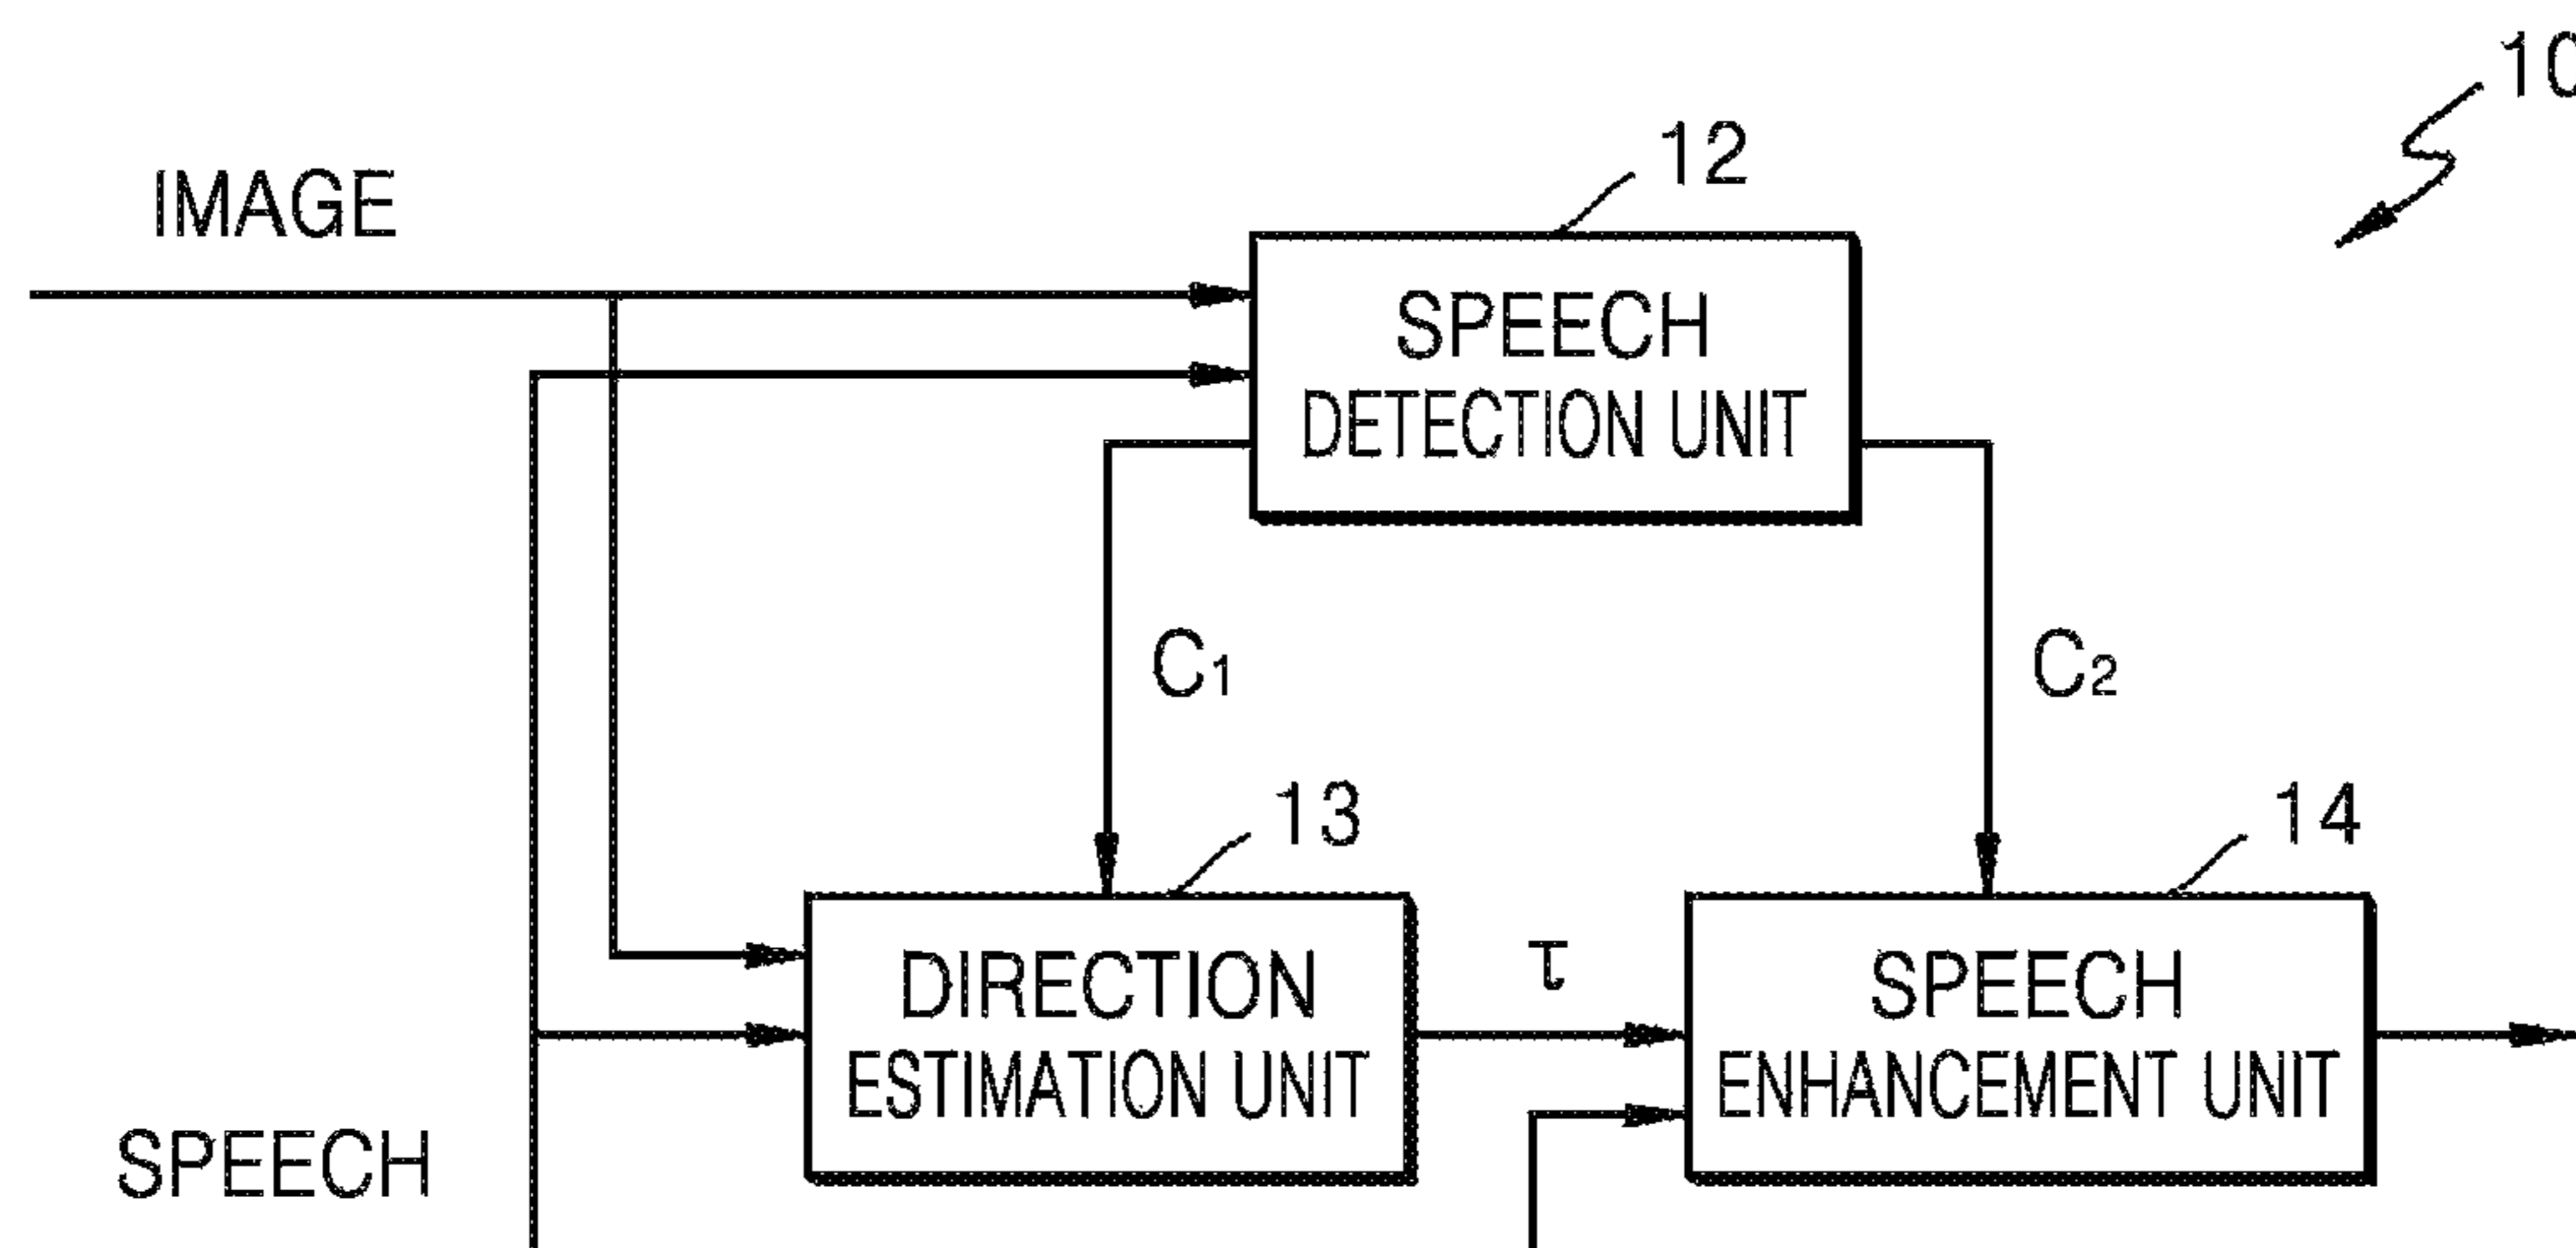 10
12
IMAGE
SPEECH
DETECTION UNIT
C1
C2
13
14
DIRECTION
ESTIMATION UNIT
τ
SPEECH
ENHANCEMENT UNIT
SPEECH